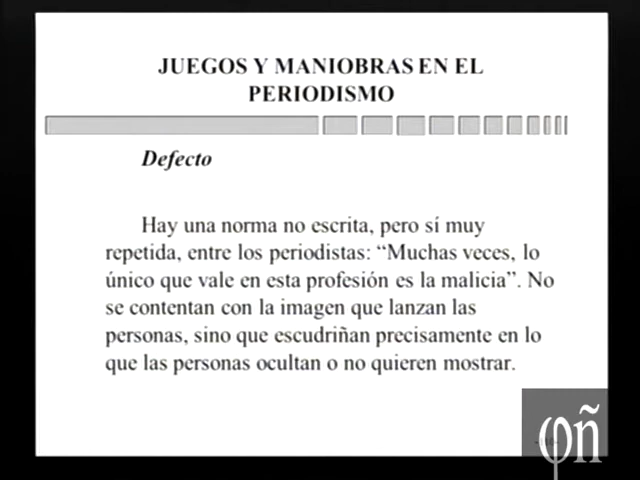 JUEGOS Y MANIOBRAS EN EL
PERIODISMO
Defecto
Hay una norma no escrita, pero sí muy
repetida, entre los periodistas: “Muchas veces, lo
único que vale en esta profesión es la malicia”. No
se contentan con la imagen que lanzan las
personas, sino que escudriñan precisamente en lo
que las personas ocultan o no quieren mostrar.
φñ